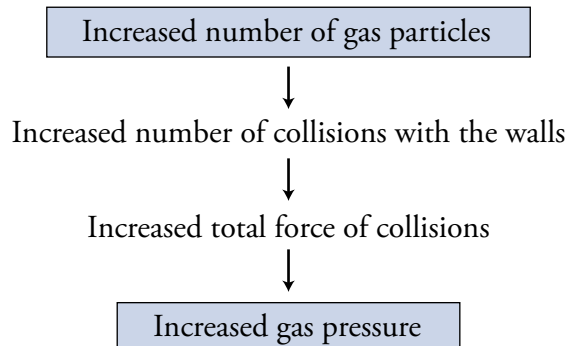 Increased number of gas particles
Increased number of collisions with the walls
Increased total force of collisions
Increased gas pressure